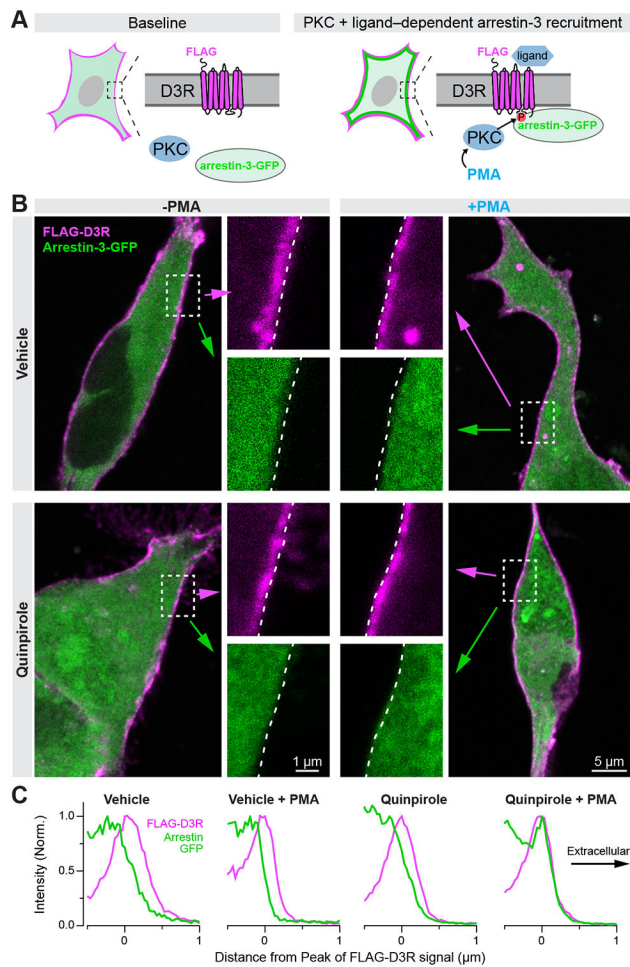 A
Baseline
PKC + ligand–dependent arrestin-3 recruitment
FLAG
D3R
PKC
arrestin-3-GFP
FLAG
ligand
D3R
P
PKC
arrestin-3-GFP
PMA
B
-PMA
+PMA
FLAG-D3R
Arrestin-3-GFP
Vehicle
Quinpirole
1 µm
5 µm
C
Vehicle
Vehicle + PMA
Quinpirole
Quinpirole + PMA
FLAG-D3R
Arrestin
GFP
Extracellular
Intensity (Norm.)
1.0
0.5
0.0
0 1
0 1
0 1
0 1
Distance from Peak of FLAG-D3R signal (µm)